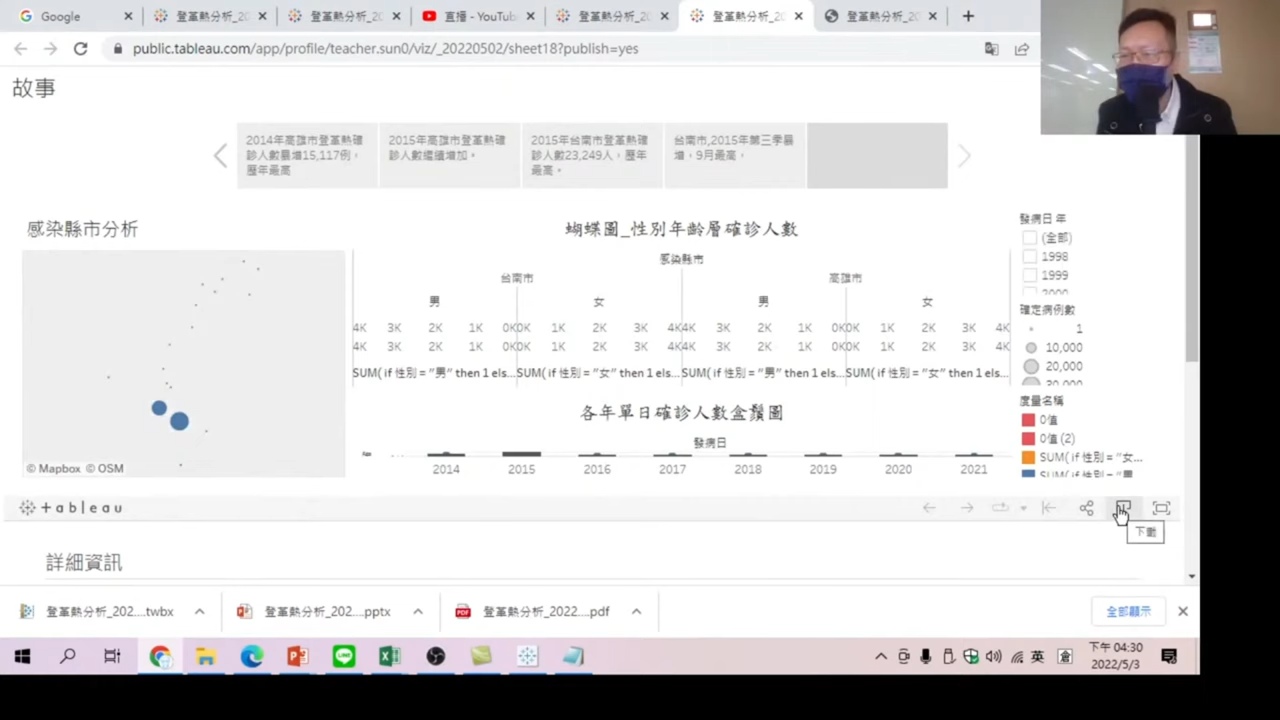 Google
登革熱分析_20
登革熱分析_20
直播 - YouTub
登革熱分析_20
登革熱分析_20
登革熱分析_20
public.tableau.com/app/profile/teacher.sun0/viz/_20220502/sheet18?publish=yes
故事
2014年高雄市登革熱確
診人數暴增15,117例，
歷年最高
2015年高雄市登革熱確
診人數繼續增加。
2015年台南市登革熱確
診人數23,249人，歷年
最高。
台南市,2015年第三季暴
增，9月最高，
感染縣市分析
© Mapbox © OSM
蝴蝶圖_性別年齡層確診人數
感染縣市
台南市
高雄市
男
女
男
女
4K 3K 2K 1K 0K0K 1K 2K 3K 4K4K 3K 2K 1K 0K0K 1K 2K 3K 4K
4K 3K 2K 1K 0K0K 1K 2K 3K 4K4K 3K 2K 1K 0K0K 1K 2K 3K 4K
SUM( if 性別 = "男" then 1 els... SUM( if 性別 = "女" then 1 els... SUM( if 性別 = "男" then 1 els... SUM( if 性別 = "女" then 1 els...
各年單日確診人數盒鬚圖
發病日
2014 2015 2016 2017 2018 2019 2020 2021
發病日 年
(全部)
1998
1999
2000
確定病例數
1
10,000
20,000
30,000
度量名稱
0值
0值 (2)
SUM( if 性別 = "女...
SUM( if 性別 = "男
+ a b l e a u
下載
詳細資訊
登革熱分析_202....twbx
登革熱分析_202....pptx
登革熱分析_2022....pdf
全部顯示
英
下午 04:30
2022/5/3